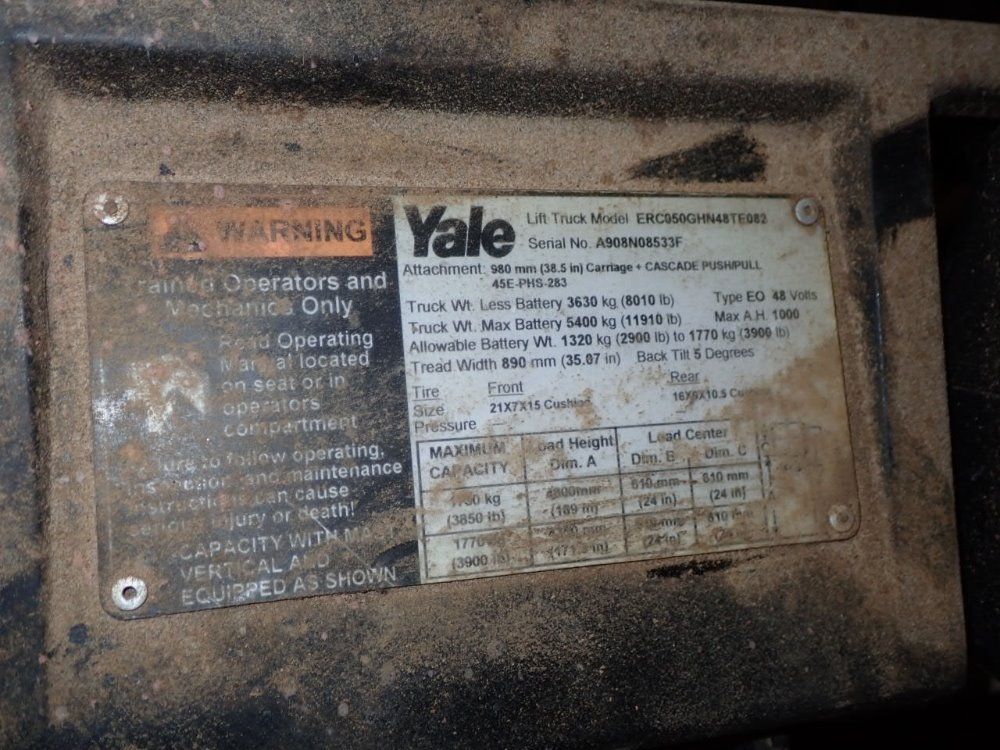 WARNING
Operators and
Mechanics Only
Read Operating
Manual located
on seat or in
operators
compartment
to follow operating,
and maintenance
can cause
injury or death!
CAPACITY WITH
VERTICAL AND
EQUIPPED AS SHOWN
Yale
Lift Truck Model ERC050GHN48TE082
Serial No. A908N08533F
Attachment: 980 mm (38.5 in) Carriage + CASCADE PUSH/PULL
45E-PHS-283
Truck Wt. Less Battery 3630 kg (8010 lb) Type EO 48 Volts
Truck Wt. Max Battery 5400 kg (11910 lb) Max A.H. 1000
Allowable Battery Wt. 1320 kg (2900 lb) to 1770 kg (3900 lb)
Tread Width 890 mm (35.07 in) Back Tilt 5 Degrees
Tire Front Rear
Size 21X7X15 Cushion
Pressure
MAXIMUM Load Height Load Center
CAPACITY Dim. A Dim. B Dim. C
kg 4800mm 610 mm 610 mm
(3850 lb) (189 in) (24 in) (24 in)
1770 610 mm
(3900 lb) (24 in)